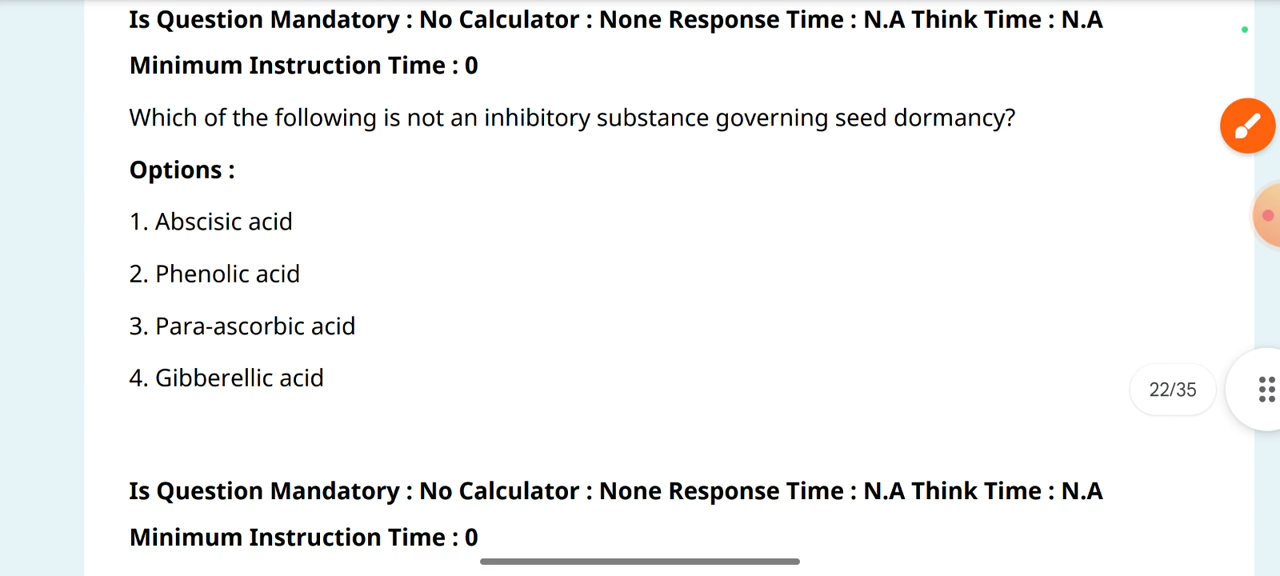 Is Question Mandatory : No Calculator : None Response Time : N.A Think Time : N.A
Minimum Instruction Time : 0
Which of the following is not an inhibitory substance governing seed dormancy?
Options :
1. Abscisic acid
2. Phenolic acid
3. Para-ascorbic acid
4. Gibberellic acid
22/35
Is Question Mandatory : No Calculator : None Response Time : N.A Think Time : N.A
Minimum Instruction Time : 0